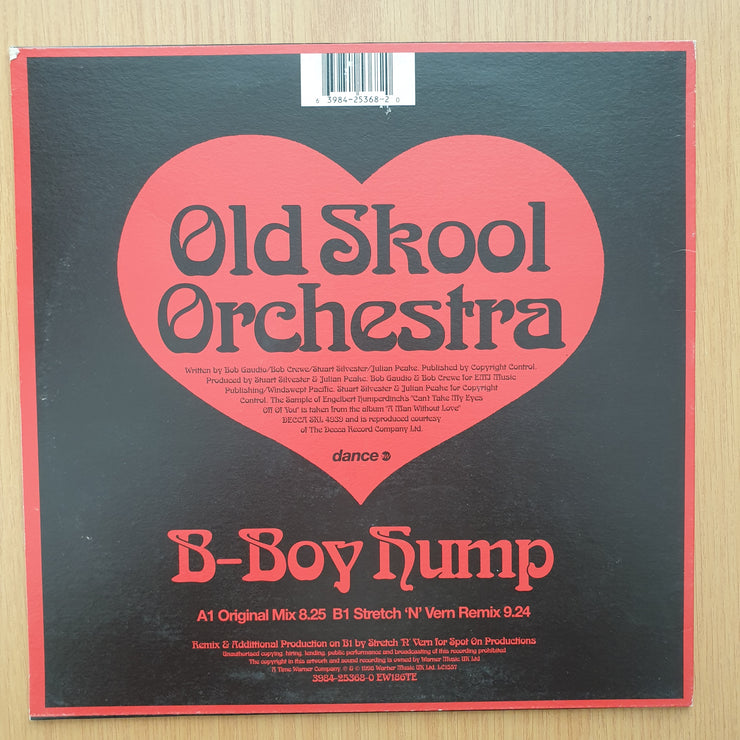 6 3984-25368-2 0
Old Skool
Orchestra
Written by Bob Gaudio/Bob Crewe/Stuart Silvester/Julian Peake. Published by Copyright Control.
Produced by Stuart Silvester & Julian Peake. Bob Gaudio & Bob Crewe for EMI Music
Publishing/Windswept Pacific. Stuart Silvester & Julian Peake for Copyright
Control. The Sample of Engelbert Humperdinck's "Can't Take My Eyes
Off Of You" is taken from the album "A Man Without Love"
DECCA SKL 4939 and is reproduced courtesy
of The Decca Record Company Ltd.
dance
B-Boy Hump
A1 Original Mix 8.25 B1 Stretch 'N' Vern Remix 9.24
Remix & Additional Production on B1 by Stretch 'N' Vern for Spot On Productions
Unauthorised copying, hiring, lending, public performance and broadcasting of this recording prohibited
The copyright in this artwork and sound recording is owned by Warner Music UK Ltd
A Time Warner Company. ℗ & © 1998 Warner Music UK Ltd. LC1557
3984-25368-0 EW186TE